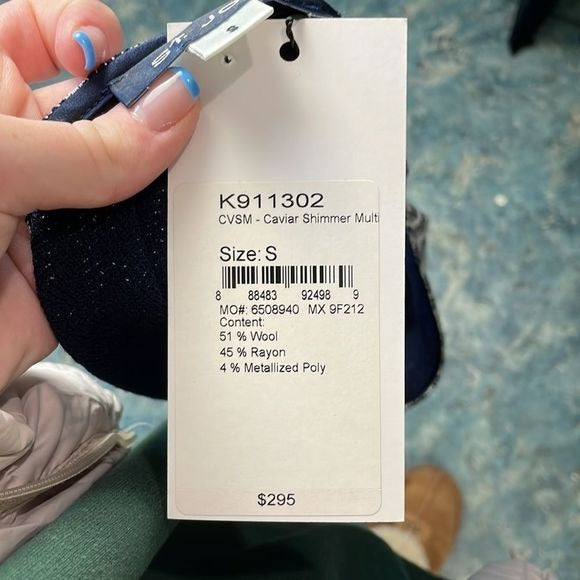 K911302
CVSM - Caviar Shimmer Multi
Size: S
8 88483 92498 9
MO#: 6508940 MX 9F212
Content:
51 % Wool
45 % Rayon
4 % Metallized Poly
$295